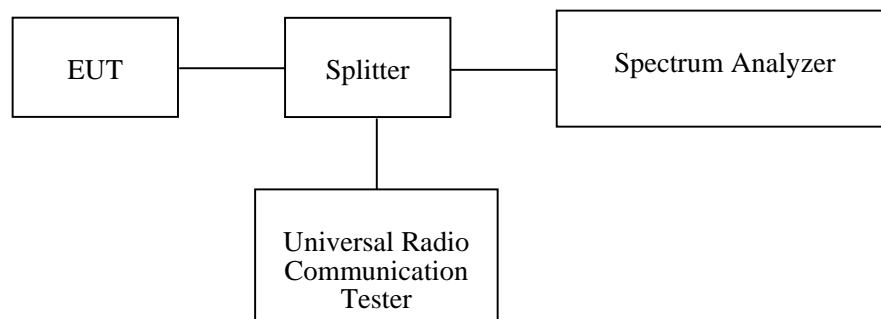 EUT
Splitter
Spectrum Analyzer
Universal Radio
Communication
Tester